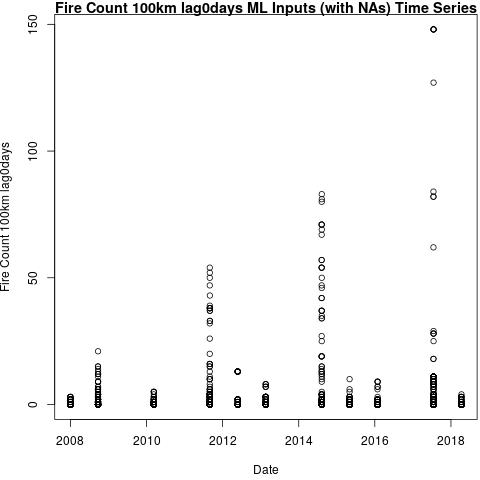 Fire Count 100km lag0days ML Inputs (with NAs) Time Series
Fire Count 100km lag0days
150
100
50
0
2008 2010 2012 2014 2016 2018
Date